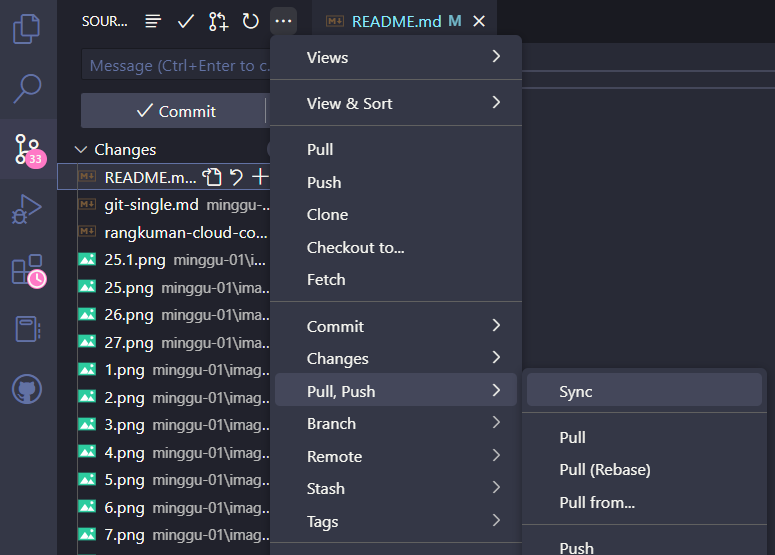 SOUR...
README.md M
Message (Ctrl+Enter to c...
Commit
33
Changes
README.m...
git-single.md minggu-...
rangkuman-cloud-co...
25.1.png minggu-01\i...
25.png minggu-01\imag...
26.png minggu-01\imag...
27.png minggu-01\imag...
1.png minggu-01\imag...
2.png minggu-01\imag...
3.png minggu-01\imag...
4.png minggu-01\imag...
5.png minggu-01\imag...
6.png minggu-01\imag...
7.png minggu-01\imag...
Views
View & Sort
Pull
Push
Clone
Checkout to...
Fetch
Commit
Changes
Pull, Push
Branch
Remote
Stash
Tags
Sync
Pull
Pull (Rebase)
Pull from...
Push